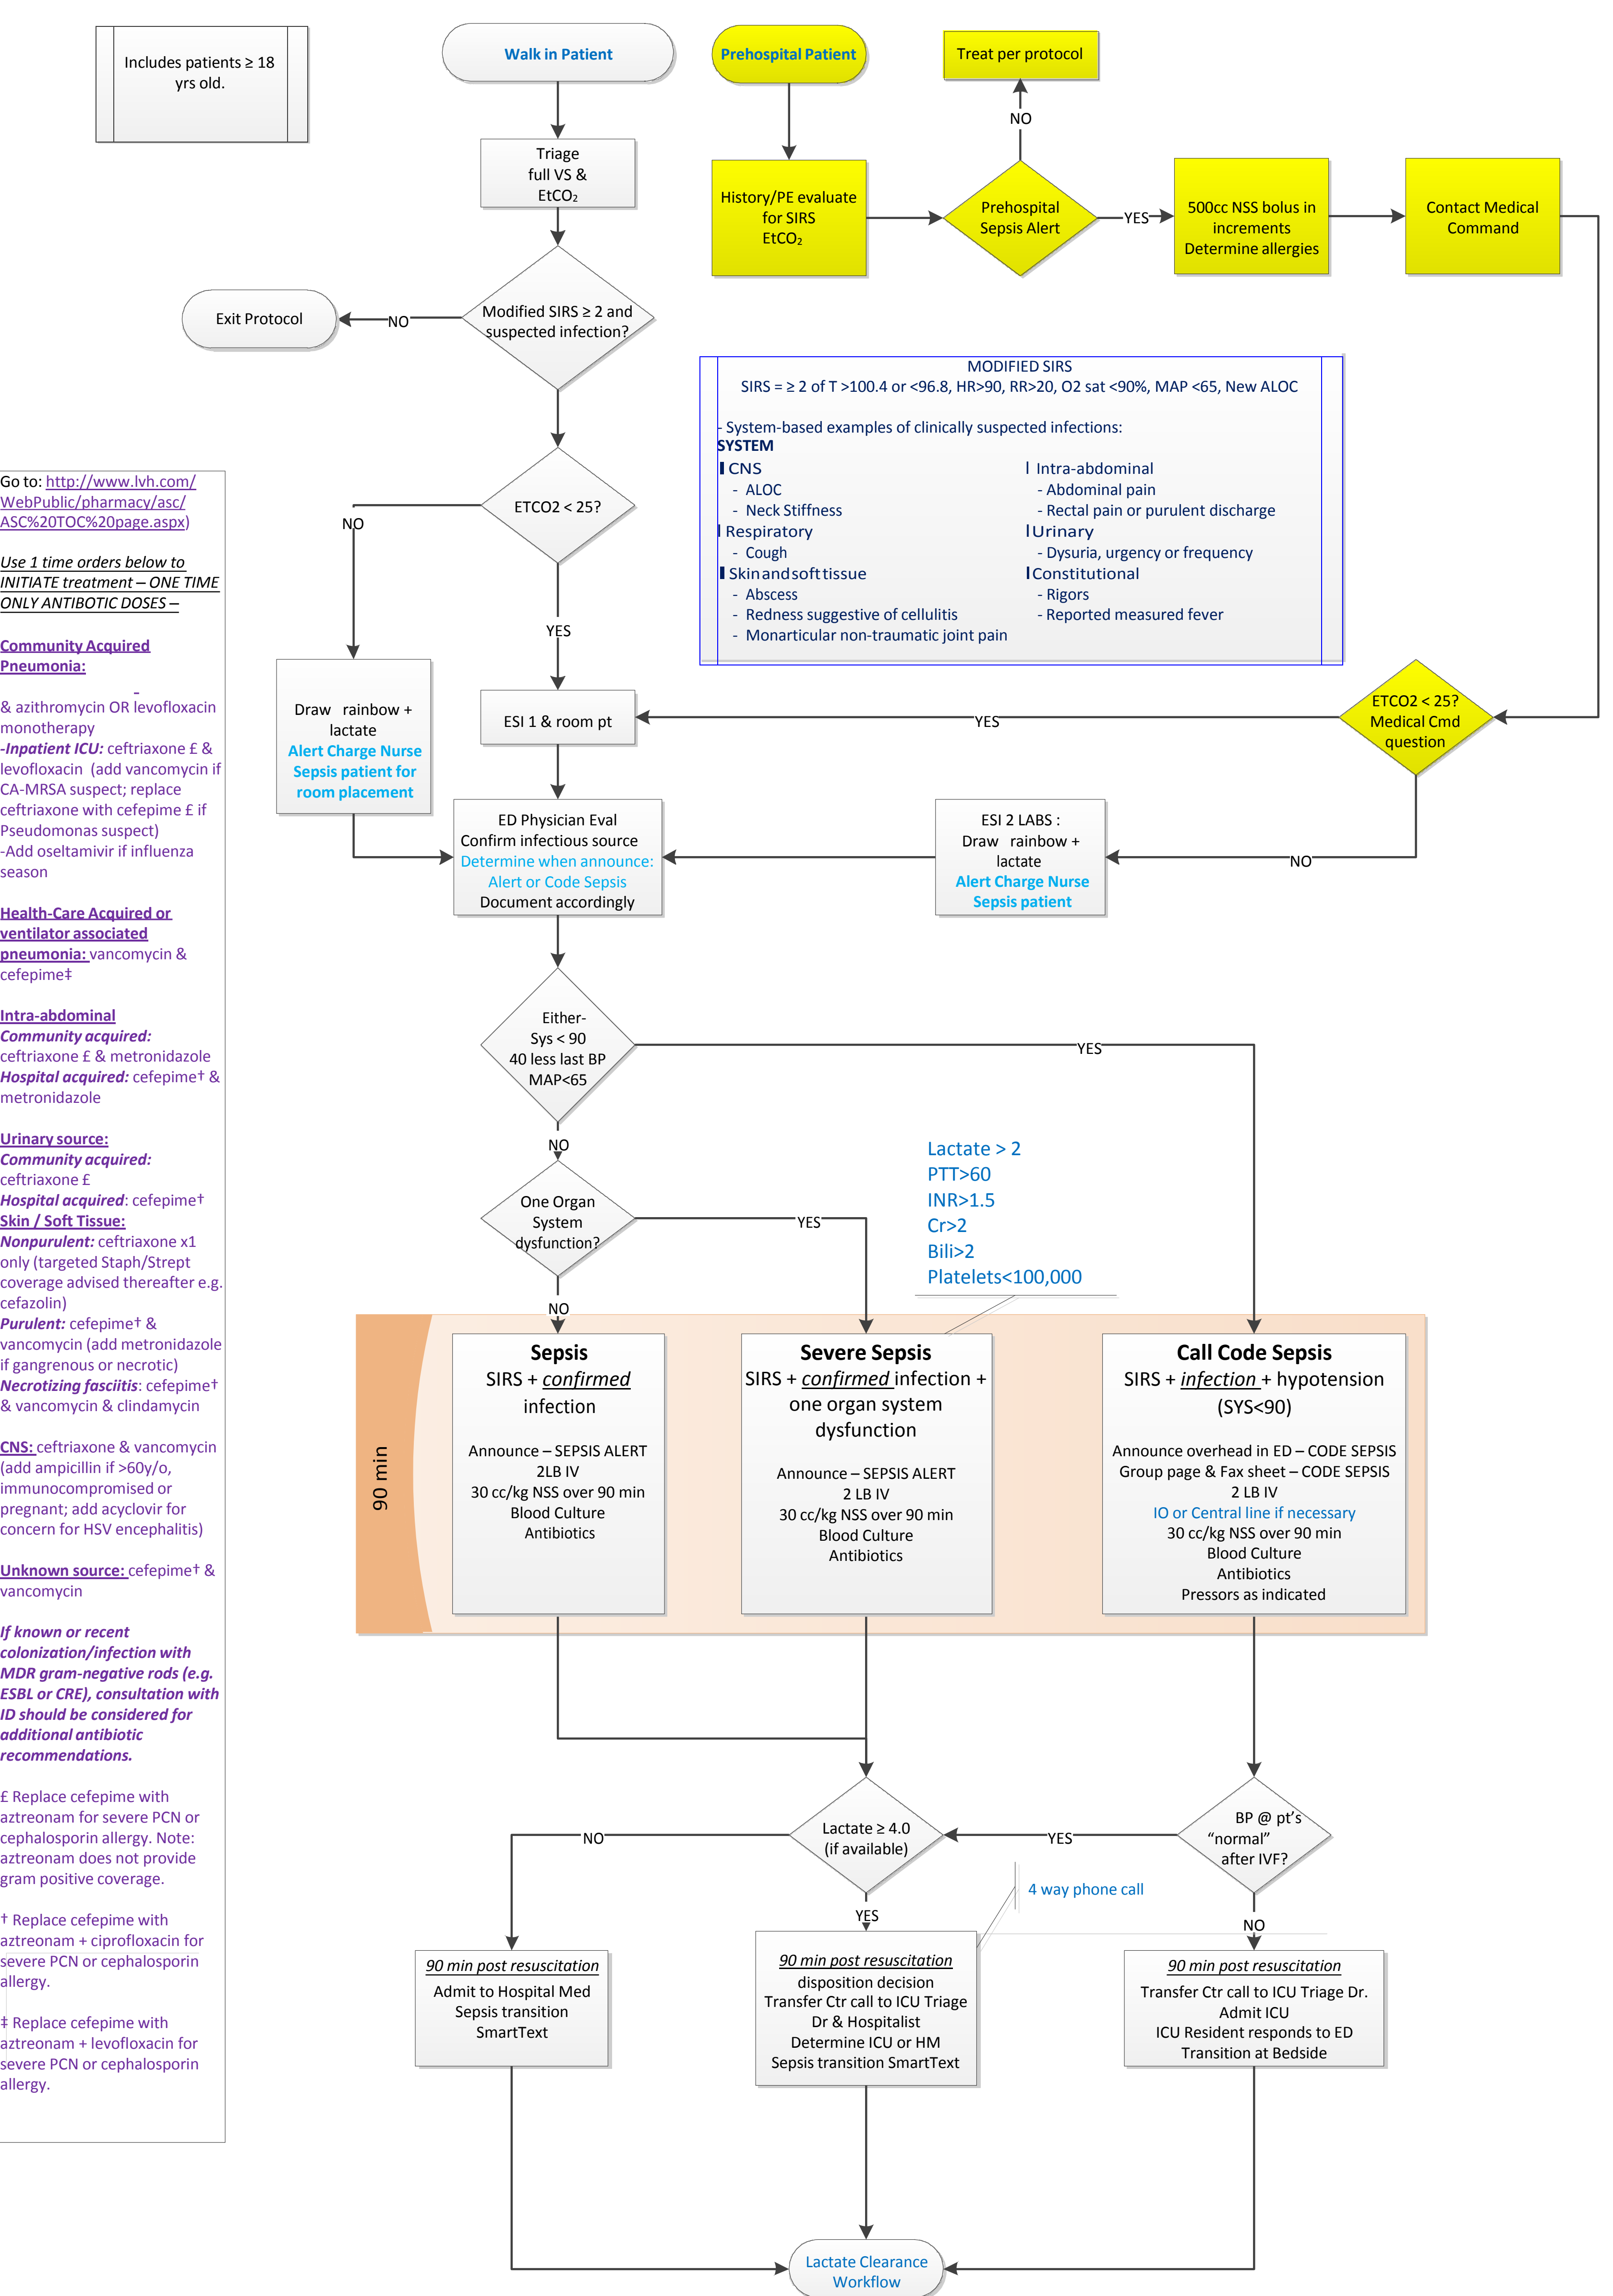 Includes patients ≥ 18
yrs old.
Walk in Patient
Prehospital Patient
Treat per protocol
NO
Triage
full VS &
EtCO₂
History/PE evaluate
for SIRS
EtCO₂
Prehospital
Sepsis Alert
YES
500cc NSS bolus in
increments
Determine allergies
Contact Medical
Command
Exit Protocol
NO
Modified SIRS ≥ 2 and
suspected infection?
MODIFIED SIRS
SIRS = ≥ 2 of T >100.4 or <96.8, HR>90, RR>20, O2 sat <90%, MAP <65, New ALOC
- System-based examples of clinically suspected infections:
SYSTEM
CNS
- ALOC
- Neck Stiffness
Respiratory
- Cough
Skin and soft tissue
- Abscess
- Redness suggestive of cellulitis
- Monarticular non-traumatic joint pain
Intra-abdominal
- Abdominal pain
- Rectal pain or purulent discharge
Urinary
- Dysuria, urgency or frequency
Constitutional
- Rigors
- Reported measured fever
ETCO2 < 25?
NO
YES
Draw rainbow +
lactate
Alert Charge Nurse
Sepsis patient for
room placement
ESI 1 & room pt
YES
ETCO2 < 25?
Medical Cmd
question
NO
ESI 2 LABS :
Draw rainbow +
lactate
Alert Charge Nurse
Sepsis patient
ED Physician Eval
Confirm infectious source
Determine when announce:
Alert or Code Sepsis
Document accordingly
Either-
Sys < 90
40 less last BP
MAP<65
YES
NO
One Organ
System
dysfunction?
YES
NO
Lactate > 2
PTT>60
INR>1.5
Cr>2
Bili>2
Platelets<100,000
90 min
Sepsis
SIRS + confirmed
infection
Announce – SEPSIS ALERT
2LB IV
30 cc/kg NSS over 90 min
Blood Culture
Antibiotics
Severe Sepsis
SIRS + confirmed infection +
one organ system
dysfunction
Announce – SEPSIS ALERT
2 LB IV
30 cc/kg NSS over 90 min
Blood Culture
Antibiotics
Call Code Sepsis
SIRS + infection + hypotension
(SYS<90)
Announce overhead in ED – CODE SEPSIS
Group page & Fax sheet – CODE SEPSIS
2 LB IV
IO or Central line if necessary
30 cc/kg NSS over 90 min
Blood Culture
Antibiotics
Pressors as indicated
BP @ pt's
"normal"
after IVF?
YES
NO
Lactate ≥ 4.0
(if available)
NO
YES
4 way phone call
90 min post resuscitation
Admit to Hospital Med
Sepsis transition
SmartText
90 min post resuscitation
disposition decision
Transfer Ctr call to ICU Triage
Dr & Hospitalist
Determine ICU or HM
Sepsis transition SmartText
90 min post resuscitation
Transfer Ctr call to ICU Triage Dr.
Admit ICU
ICU Resident responds to ED
Transition at Bedside
Lactate Clearance
Workflow
Go to: http://www.lvh.com/
WebPublic/pharmacy/asc/
ASC%20TOC%20page.aspx)
Use 1 time orders below to
INITIATE treatment – ONE TIME
ONLY ANTIBOTIC DOSES –
Community Acquired
Pneumonia:
& azithromycin OR levofloxacin
monotherapy
-Inpatient ICU: ceftriaxone £ &
levofloxacin (add vancomycin if
CA-MRSA suspect; replace
ceftriaxone with cefepime £ if
Pseudomonas suspect)
-Add oseltamivir if influenza
season
Health-Care Acquired or
ventilator associated
pneumonia: vancomycin &
cefepime‡
Intra-abdominal
Community acquired:
ceftriaxone £ & metronidazole
Hospital acquired: cefepime† &
metronidazole
Urinary source:
Community acquired:
ceftriaxone £
Hospital acquired: cefepime†
Skin / Soft Tissue:
Nonpurulent: ceftriaxone x1
only (targeted Staph/Strept
coverage advised thereafter e.g.
cefazolin)
Purulent: cefepime† &
vancomycin (add metronidazole
if gangrenous or necrotic)
Necrotizing fasciitis: cefepime†
& vancomycin & clindamycin
CNS: ceftriaxone & vancomycin
(add ampicillin if >60y/o,
immunocompromised or
pregnant; add acyclovir for
concern for HSV encephalitis)
Unknown source: cefepime† &
vancomycin
If known or recent
colonization/infection with
MDR gram-negative rods (e.g.
ESBL or CRE), consultation with
ID should be considered for
additional antibiotic
recommendations.
£ Replace cefepime with
aztreonam for severe PCN or
cephalosporin allergy. Note:
aztreonam does not provide
gram positive coverage.
† Replace cefepime with
aztreonam + ciprofloxacin for
severe PCN or cephalosporin
allergy.
‡ Replace cefepime with
aztreonam + levofloxacin for
severe PCN or cephalosporin
allergy.